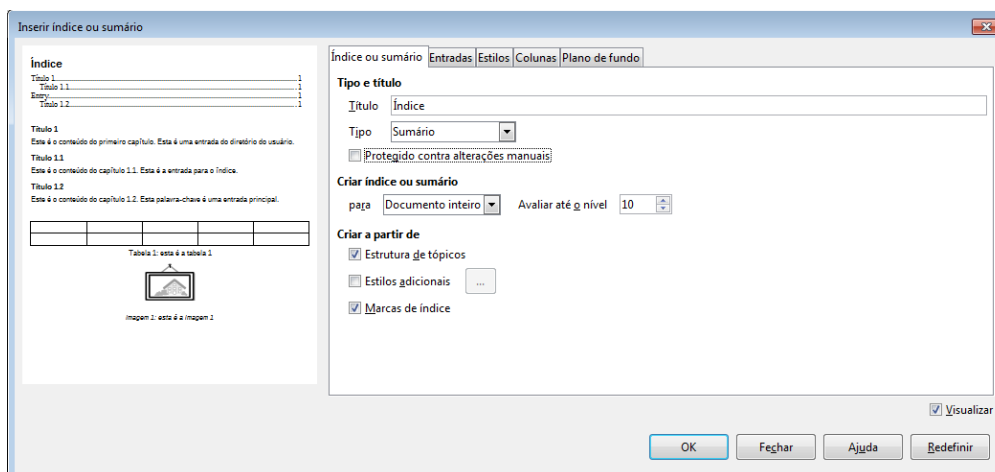 Inserir índice ou sumário
Índice
Título 1 1
Título 1.1 1
Entry 1
Título 1.2 1
Título 1
Este é o conteúdo do primeiro capítulo. Esta é uma entrada do diretório do usuário.
Título 1.1
Este é o conteúdo do capítulo 1.1. Esta é a entrada para o índice.
Título 1.2
Este é o conteúdo do capítulo 1.2. Esta palavra-chave é uma entrada principal.
Tabela 1: esta é a tabela 1
Imagem 1: esta é a imagem 1
Índice ou sumário Entradas Estilos Colunas Plano de fundo
Tipo e título
Título Índice
Tipo Sumário
Protegido contra alterações manuais
Criar índice ou sumário
para Documento inteiro Avaliar até o nível 10
Criar a partir de
Estrutura de tópicos
Estilos adicionais ...
Marcas de índice
Visualizar
OK Fechar Ajuda Redefinir